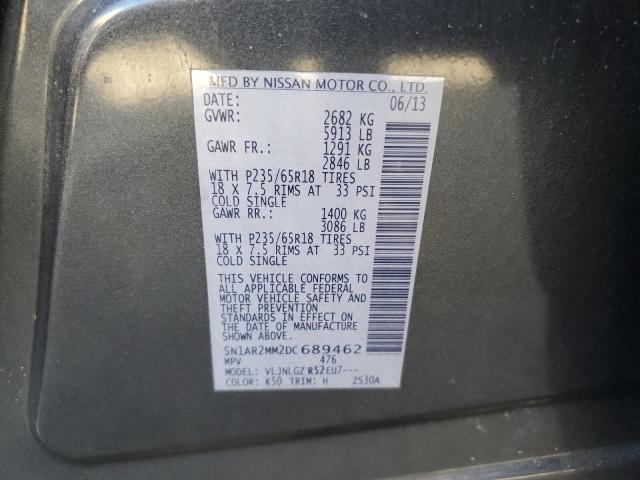 MFD BY NISSAN MOTOR CO., LTD.
DATE: 06/13
GVWR: 2682 KG
5913 LB
GAWR FR.: 1291 KG
2846 LB
WITH P235/65R18 TIRES
18 X 7.5 RIMS AT 33 PSI
COLD SINGLE
GAWR RR.: 1400 KG
3086 LB
WITH P235/65R18 TIRES
18 X 7.5 RIMS AT 33 PSI
COLD SINGLE
THIS VEHICLE CONFORMS TO
ALL APPLICABLE FEDERAL
MOTOR VEHICLE SAFETY AND
THEFT PREVENTION
STANDARDS IN EFFECT ON
THE DATE OF MANUFACTURE
SHOWN ABOVE.
5N1AR2MM2DC689462
MPV 476
MODEL: VLJNLGZ R52EU7---
COLOR: K50 TRIM: H ZS30A